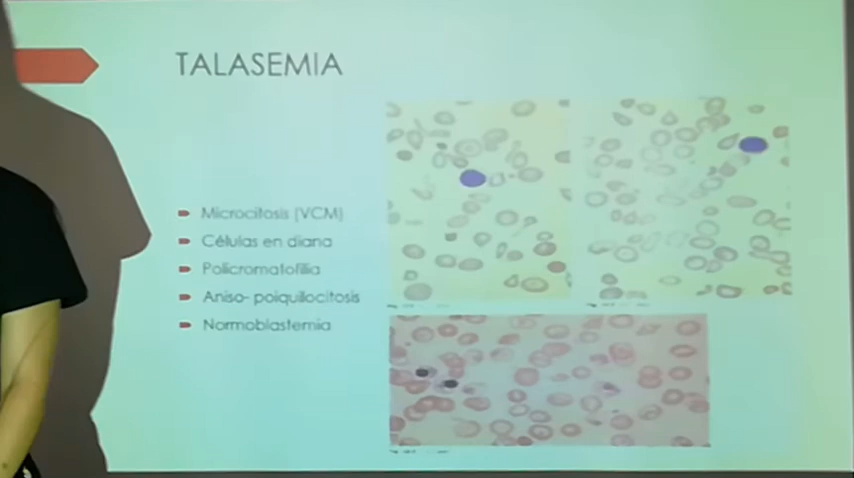 TALASEMIA
Microcitosis (VCM)
Células en diana
Policromatofilia
Aniso- poiquilocitosis
Normoblastemia